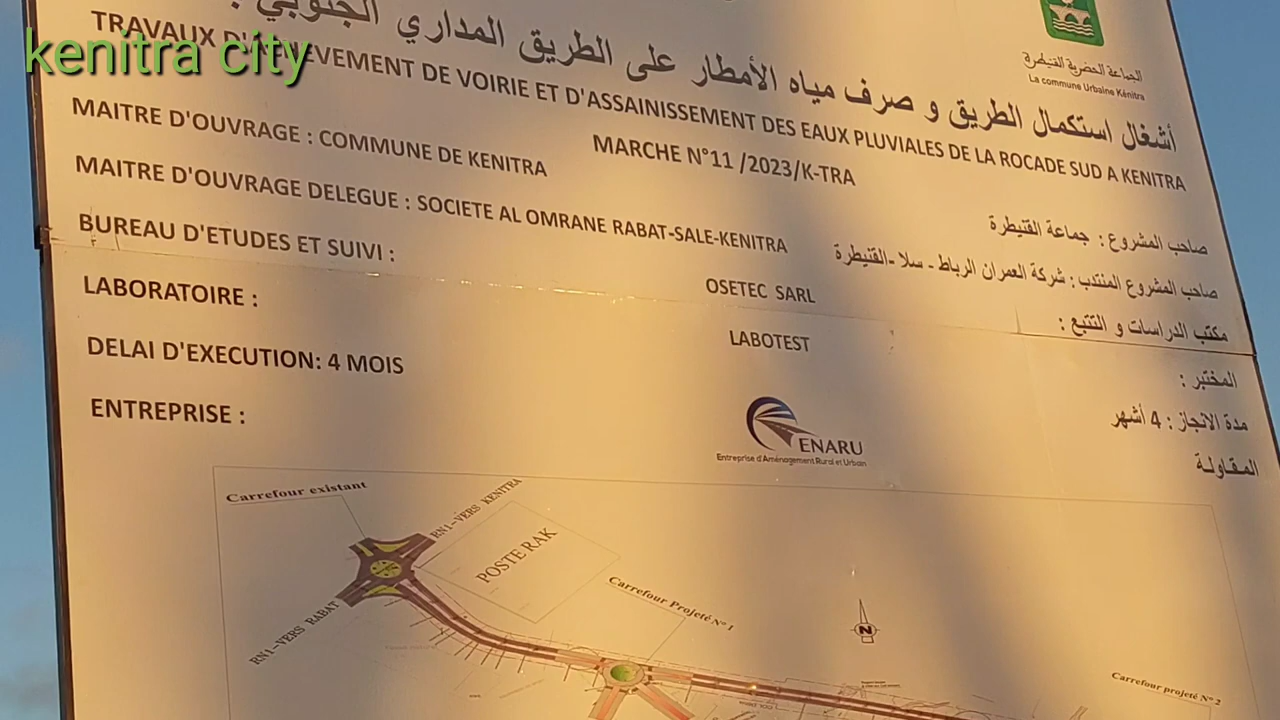 kenitra city
أشغال استكمال الطريق و صرف مياه الأمطار على الطريق المداري الجنوبي :
الجماعة الحضرية القنيطرة
La commune Urbaine Kénitra
TRAVAUX D'ACHEVEMENT DE VOIRIE ET D'ASSAINISSEMENT DES EAUX PLUVIALES DE LA ROCADE SUD A KENITRA
MARCHE N°11 /2023/K-TRA
MAITRE D'OUVRAGE : COMMUNE DE KENITRA
صاحب المشروع : جماعة القنيطرة
MAITRE D'OUVRAGE DELEGUE : SOCIETE AL OMRANE RABAT-SALE-KENITRA
صاحب المشروع المنتدب : شركة العمران الرباط - سلا -القنيطرة
BUREAU D'ETUDES ET SUIVI :
OSETEC SARL
مكتب الدراسات و التتبع :
LABORATOIRE :
LABOTEST
المختبر :
DELAI D'EXECUTION: 4 MOIS
مدة الانجاز : 4 أشهر
ENTREPRISE :
ENARU
Entreprise d'Aménagement Rural et Urbain
المقاولة
Carrefour existant
RN1-VERS KENITRA
POSTE RAK
RN1-VERS RABAT
Carrefour Projeté N°1
N
Carrefour projeté N° 2